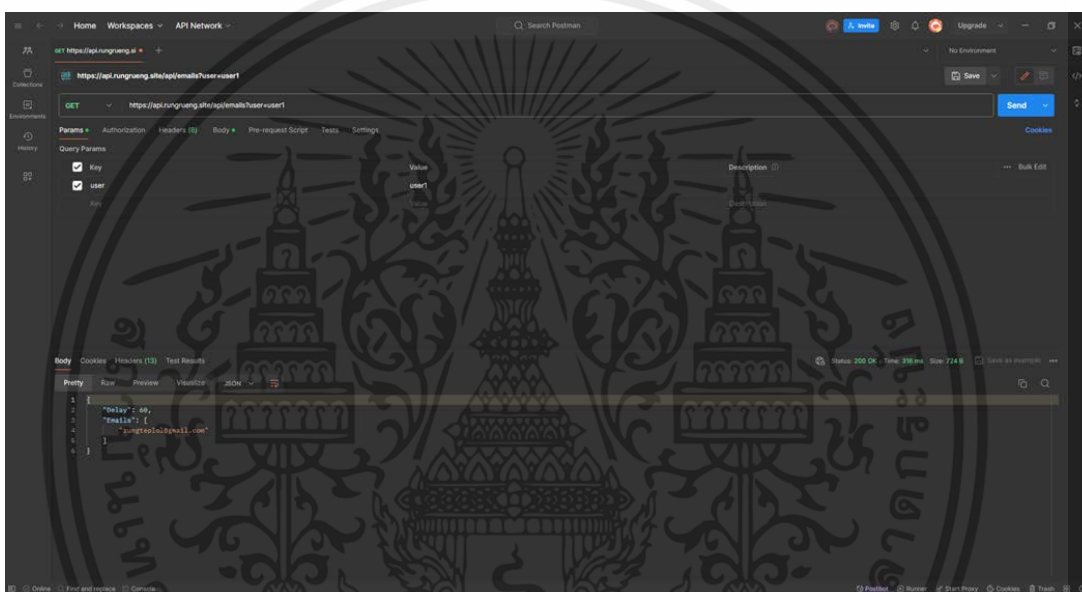 Home Workspaces API Network Search Postman Invite Upgrade
GET https://api.rungrueng.si No Environment
https://api.rungrueng.site/api/emails?user=user1 Save
GET https://api.rungrueng.site/api/emails?user=user1 Send
Params Authorization Headers (8) Body Pre-request Script Tests Settings Cookies
Query Params
Key Value Description Bulk Edit
user user1
Key Value Description
Collections
Environments
History
Body Cookies Headers (13) Test Results Status: 200 OK Time: 316 ms Size: 724 B Save as example
Pretty Raw Preview Visualize JSON
1 {
2 "Delay": 60,
3 "Emails": [
4 "rungteplol@gmail.com"
5 ]
6 }
Online Find and replace Console Postbot Runner Start Proxy Cookies Trash